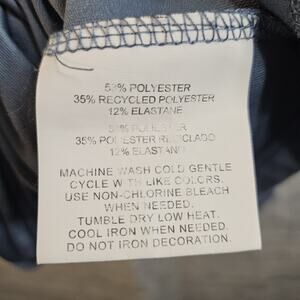 53% POLYESTER
35% RECYCLED POLYESTER
12% ELASTANE
35% POLIESTER RECICLADO
12% ELASTANO
MACHINE WASH COLD GENTLE
CYCLE WITH LIKE COLORS.
USE NON-CHLORINE BLEACH
WHEN NEEDED.
TUMBLE DRY LOW HEAT.
COOL IRON WHEN NEEDED.
DO NOT IRON DECORATION.